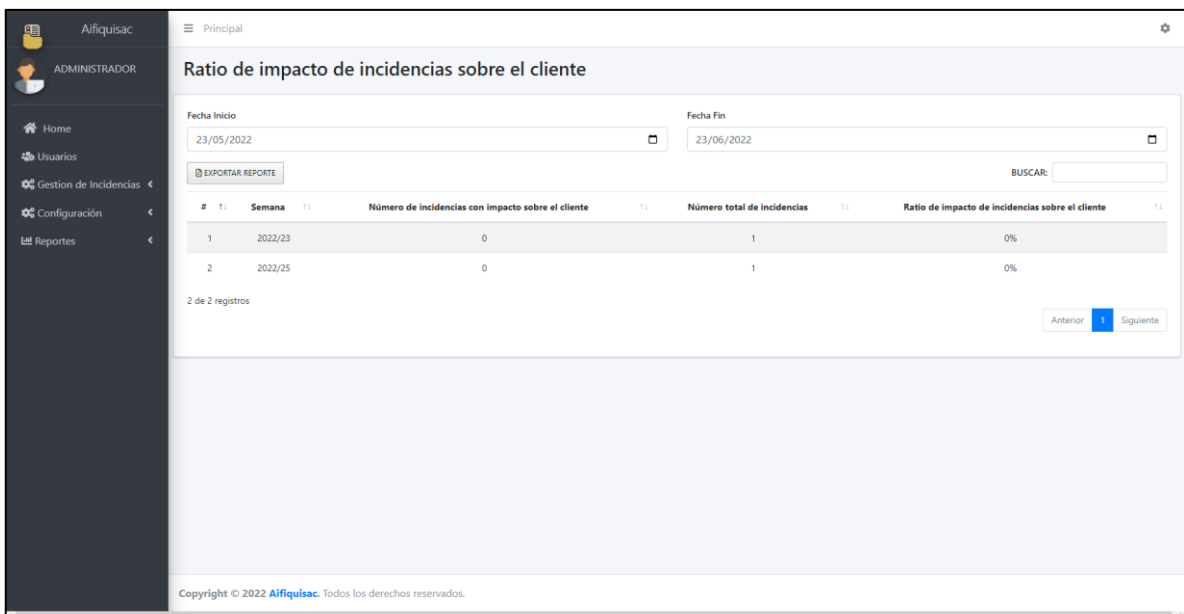 Aifiquisac
Principal
ADMINISTRADOR
Ratio de impacto de incidencias sobre el cliente
Home
Usuarios
Gestion de Incidencias
Configuración
Reportes
Fecha Inicio Fecha Fin
23/05/2022 23/06/2022
EXPORTAR REPORTE BUSCAR:
# Semana Número de incidencias con impacto sobre el cliente Número total de incidencias Ratio de impacto de incidencias sobre el cliente
1 2022/23 0 1 0%
2 2022/25 0 1 0%
2 de 2 registros
Anterior 1 Siguiente
Copyright © 2022 Aifiquisac. Todos los derechos reservados.